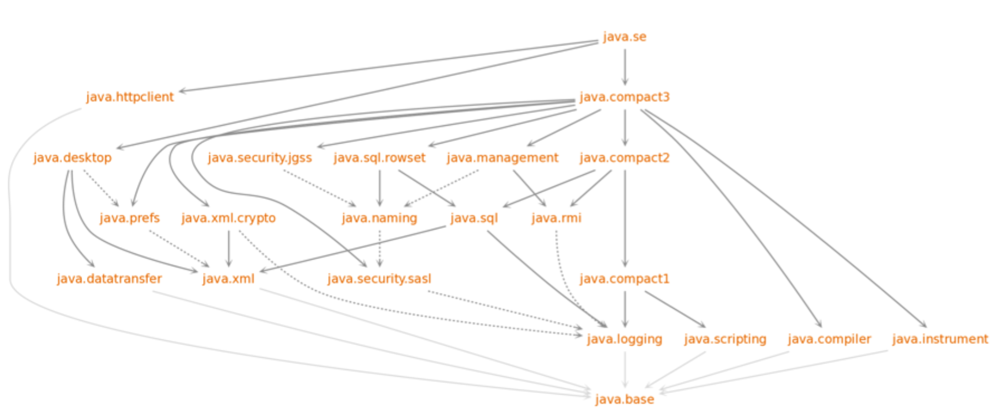 java.se
java.httpclient
java.compact3
java.desktop
java.security.jgss
java.sql.rowset
java.management
java.compact2
java.prefs
java.xml.crypto
java.naming
java.sql
java.rmi
java.datatransfer
java.xml
java.security.sasl
java.compact1
java.logging
java.scripting
java.compiler
java.instrument
java.base